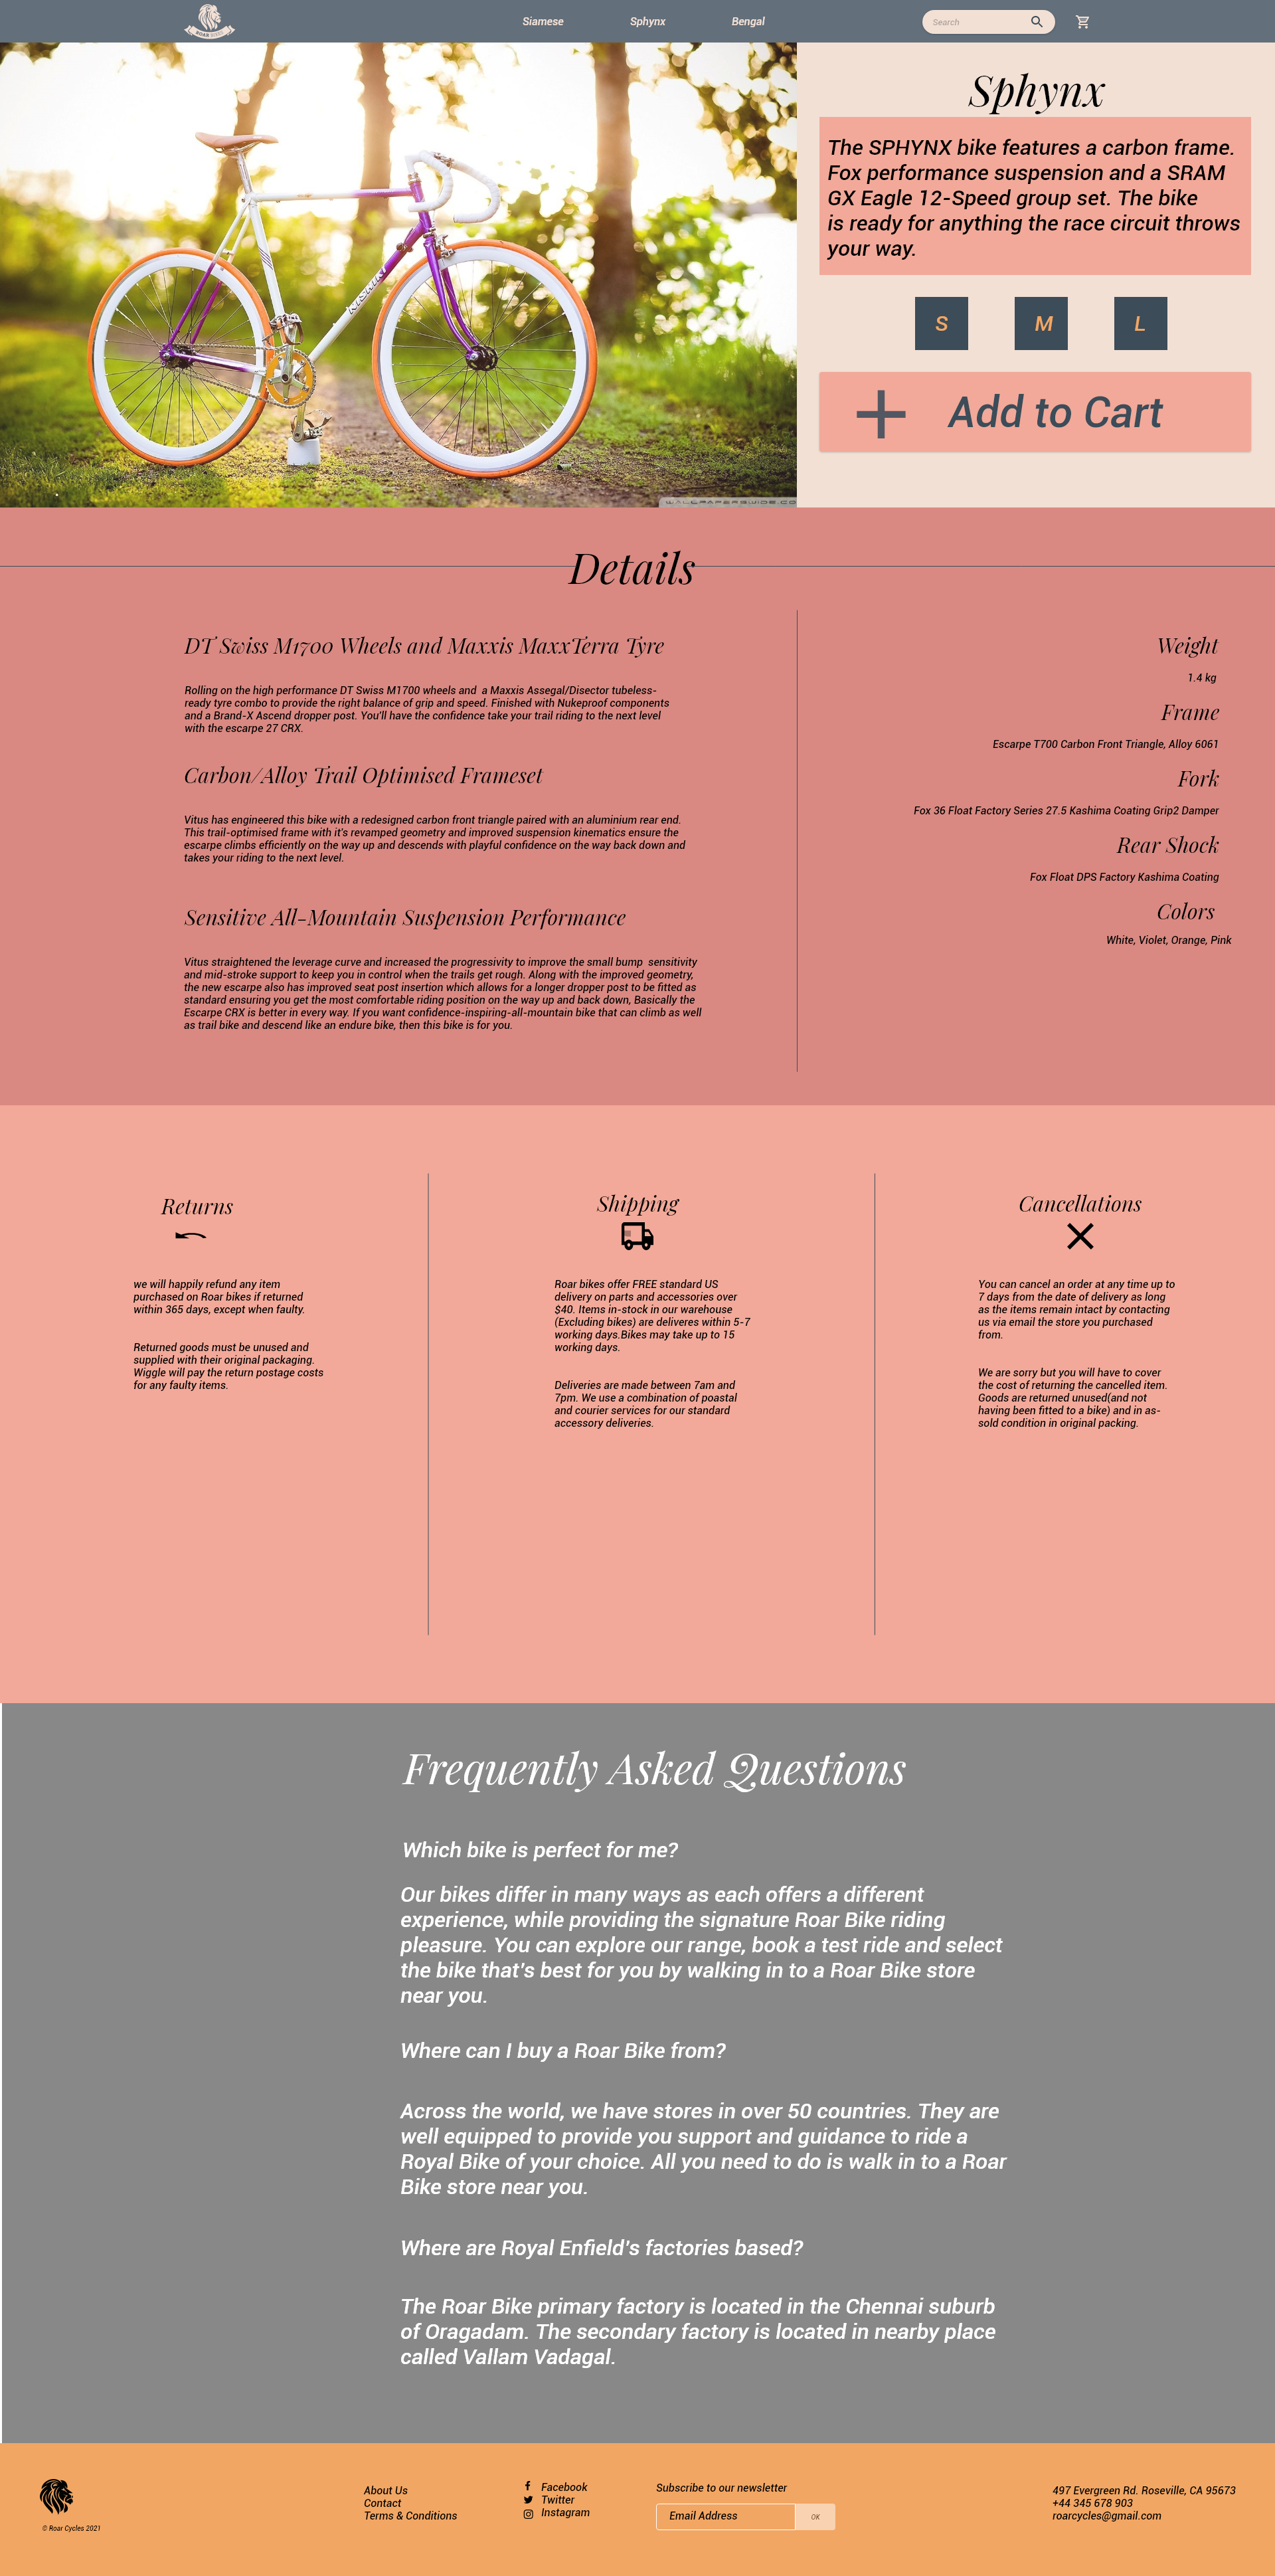 ROAR BIKES
Siamese
Sphynx
Bengal
Search
Sphynx
The SPHYNX bike features a carbon frame.
Fox performance suspension and a SRAM
GX Eagle 12-Speed group set. The bike
is ready for anything the race circuit throws
your way.
S
M
L
Add to Cart
Details
DT Swiss M1700 Wheels and Maxxis MaxxTerra Tyre
Rolling on the high performance DT Swiss M1700 wheels and a Maxxis Assegal/Disector tubeless-
ready tyre combo to provide the right balance of grip and speed. Finished with Nukeproof components
and a Brand-X Ascend dropper post. You'll have the confidence take your trail riding to the next level
with the escarpe 27 CRX.
Carbon/Alloy Trail Optimised Frameset
Vitus has engineered this bike with a redesigned carbon front triangle paired with an aluminium rear end.
This trail-optimised frame with it's revamped geometry and improved suspension kinematics ensure the
escarpe climbs efficiently on the way up and descends with playful confidence on the way back down and
takes your riding to the next level.
Sensitive All-Mountain Suspension Performance
Vitus straightened the leverage curve and increased the progressivity to improve the small bump sensitivity
and mid-stroke support to keep you in control when the trails get rough. Along with the improved geometry,
the new escarpe also has improved seat post insertion which allows for a longer dropper post to be fitted as
standard ensuring you get the most comfortable riding position on the way up and back down, Basically the
Escarpe CRX is better in every way. If you want confidence-inspiring-all-mountain bike that can climb as well
as trail bike and descend like an endure bike, then this bike is for you.
Weight
1.4 kg
Frame
Escarpe T700 Carbon Front Triangle, Alloy 6061
Fork
Fox 36 Float Factory Series 27.5 Kashima Coating Grip2 Damper
Rear Shock
Fox Float DPS Factory Kashima Coating
Colors
White, Violet, Orange, Pink
Returns
we will happily refund any item
purchased on Roar bikes if returned
within 365 days, except when faulty.
Returned goods must be unused and
supplied with their original packaging.
Wiggle will pay the return postage costs
for any faulty items.
Shipping
Roar bikes offer FREE standard US
delivery on parts and accessories over
$40. Items in-stock in our warehouse
(Excluding bikes) are deliveres within 5-7
working days.Bikes may take up to 15
working days.
Deliveries are made between 7am and
7pm. We use a combination of poastal
and courier services for our standard
accessory deliveries.
Cancellations
You can cancel an order at any time up to
7 days from the date of delivery as long
as the items remain intact by contacting
us via email the store you purchased
from.
We are sorry but you will have to cover
the cost of returning the cancelled item.
Goods are returned unused(and not
having been fitted to a bike) and in as-
sold condition in original packing.
Frequently Asked Questions
Which bike is perfect for me?
Our bikes differ in many ways as each offers a different
experience, while providing the signature Roar Bike riding
pleasure. You can explore our range, book a test ride and select
the bike that's best for you by walking in to a Roar Bike store
near you.
Where can I buy a Roar Bike from?
Across the world, we have stores in over 50 countries. They are
well equipped to provide you support and guidance to ride a
Royal Bike of your choice. All you need to do is walk in to a Roar
Bike store near you.
Where are Royal Enfield's factories based?
The Roar Bike primary factory is located in the Chennai suburb
of Oragadam. The secondary factory is located in nearby place
called Vallam Vadagal.
© Roar Cycles 2021
About Us
Contact
Terms & Conditions
Facebook
Twitter
Instagram
Subscribe to our newsletter
Email Address
OK
497 Evergreen Rd. Roseville, CA 95673
+44 345 678 903
roarcycles@gmail.com